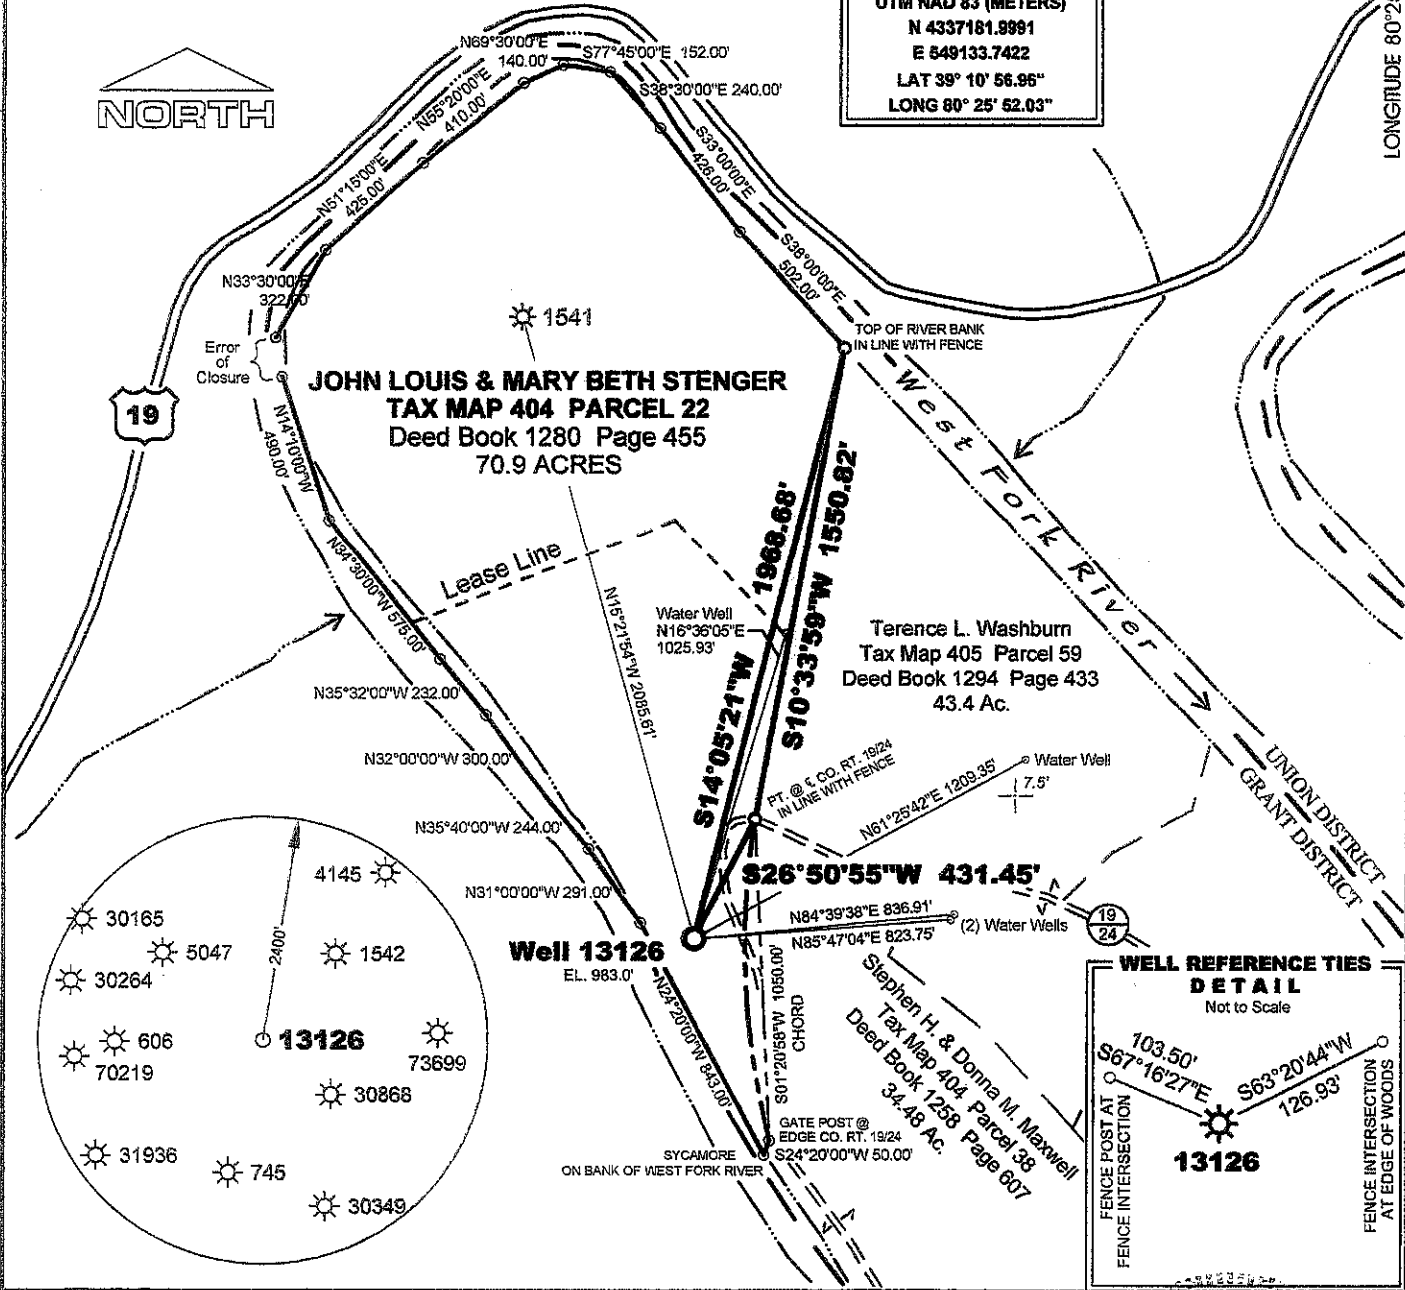 UTM NAD 83 (METERS)
N 4337181.9991
E 549133.7422
LAT 39° 10' 56.96"
LONG 80° 25' 52.03"
NORTH
N69°30'00"E
140.00'
S77°45'00"E 152.00'
S38°30'00"E 240.00'
N55°20'00"E
410.00'
S33°00'00"E
426.00'
N51°15'00"E
425.00'
S38°00'00"E
502.00'
N33°30'00"E
322.00'
Error
of
Closure
19
1541
TOP OF RIVER BANK
IN LINE WITH FENCE
JOHN LOUIS & MARY BETH STENGER
TAX MAP 404 PARCEL 22
Deed Book 1280 Page 455
70.9 ACRES
West Fork River
N14°10'00"W
490.00'
N34°30'00"W 575.00'
Lease Line
N15°21'54"W 2085.61'
1968.68'
S14°05'21"W
S10°33'59"W 1550.82'
Water Well
N16°36'05"E
1025.93'
Terence L. Washburn
Tax Map 405 Parcel 59
Deed Book 1294 Page 433
43.4 Ac.
N35°32'00"W 232.00'
N32°00'00"W 300.00'
N35°40'00"W 244.00'
N31°00'00"W 291.00'
PT. @ ℄ CO. RT. 19/24
IN LINE WITH FENCE
N61°25'42"E 1209.35'
Water Well
7.5'
UNION DISTRICT
GRANT DISTRICT
S26°50'55"W 431.45'
N84°39'38"E 836.91'
N85°47'04"E 823.75'
(2) Water Wells
19
24
Well 13126
EL. 983.0'
N24°20'00"W 843.00'
S01°20'58"W 1050.00'
CHORD
GATE POST @
EDGE CO. RT. 19/24
S24°20'00"W 50.00'
SYCAMORE
ON BANK OF WEST FORK RIVER
Stephen H. & Donna M. Maxwell
Tax Map 404 Parcel 38
Deed Book 1258 Page 607
34.48 Ac.
2400'
4145
30165
5047
1542
30264
606
13126
73699
70219
30868
31936
745
30349
WELL REFERENCE TIES
DETAIL
Not to Scale
103.50'
S67°16'27"E
S63°20'44"W
126.93'
13126
FENCE POST AT
FENCE INTERSECTION
FENCE INTERSECTION
AT EDGE OF WOODS
LONGITUDE